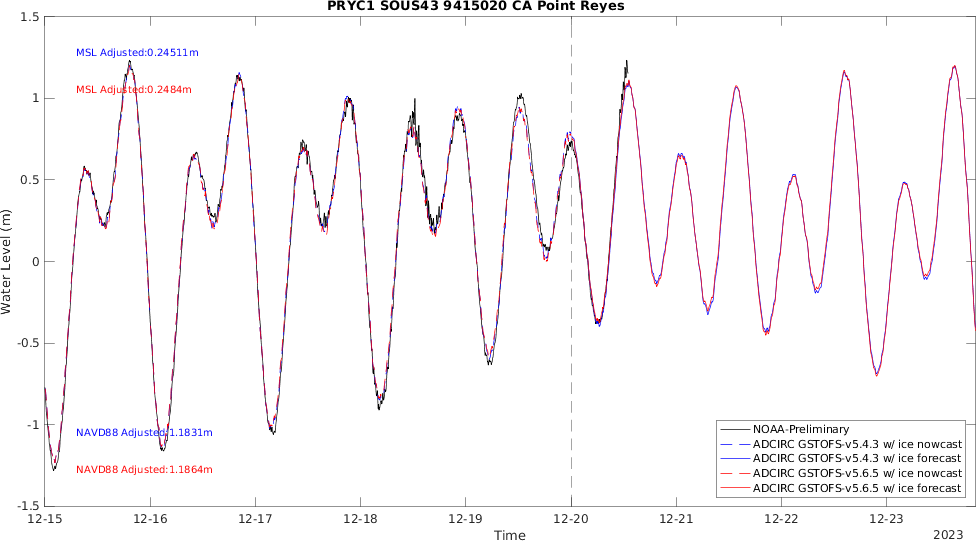 PRYC1 SOUS43 9415020 CA Point Reyes
1.5
1
0.5
0
-0.5
-1
-1.5
Water Level (m)
MSL Adjusted:0.24511m
MSL Adjusted:0.2484m
NAVD88 Adjusted:1.1831m
NAVD88 Adjusted:1.1864m
NOAA-Preliminary
ADCIRC GSTOFS-v5.4.3 w/ ice nowcast
ADCIRC GSTOFS-v5.4.3 w/ ice forecast
ADCIRC GSTOFS-v5.6.5 w/ ice nowcast
ADCIRC GSTOFS-v5.6.5 w/ ice forecast
12-15 12-16 12-17 12-18 12-19 12-20 12-21 12-22 12-23
Time
2023